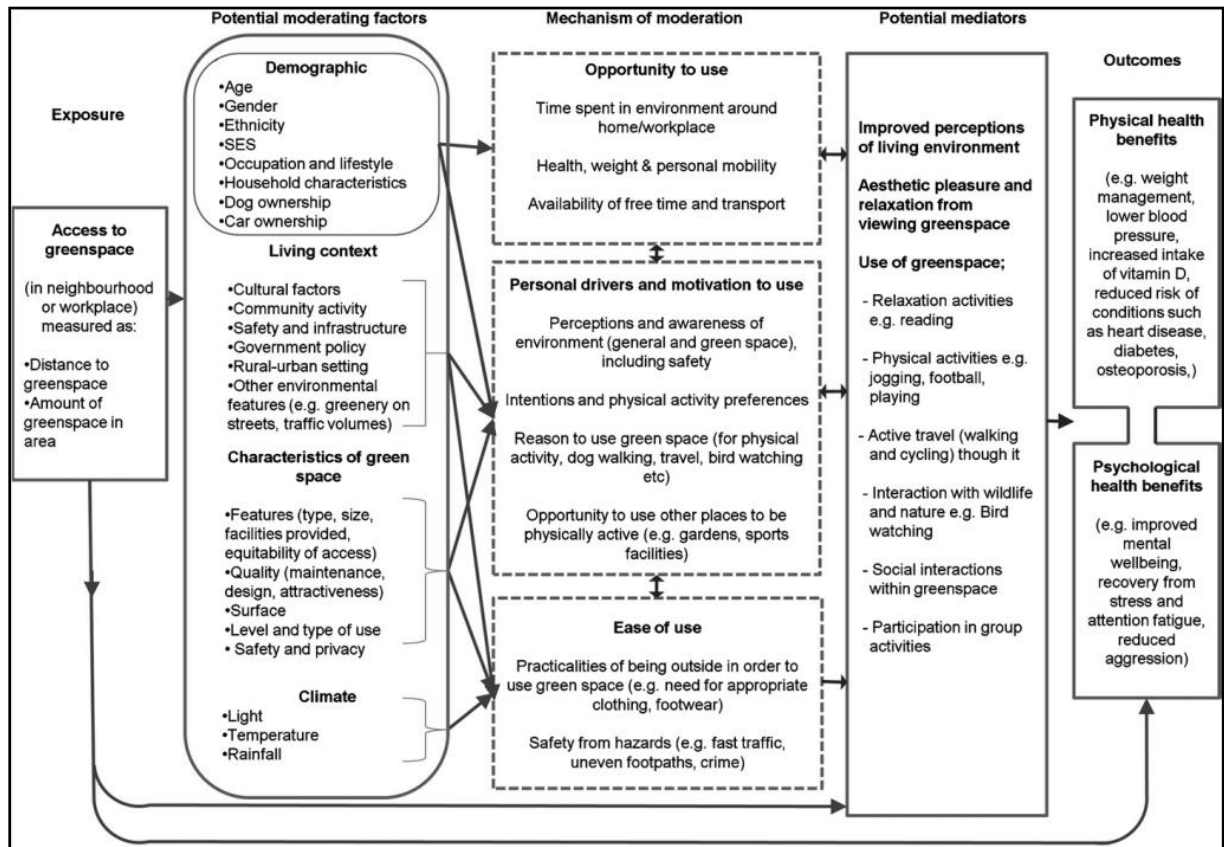 Potential moderating factors
Mechanism of moderation
Potential mediators
Outcomes
Exposure
Access to
greenspace
(in neighbourhood
or workplace)
measured as:
•Distance to
greenspace
•Amount of
greenspace in
area
Demographic
•Age
•Gender
•Ethnicity
•SES
•Occupation and lifestyle
•Household characteristics
•Dog ownership
•Car ownership
Living context
•Cultural factors
•Community activity
•Safety and infrastructure
•Government policy
•Rural-urban setting
•Other environmental
features (e.g. greenery on
streets, traffic volumes)
Characteristics of green
space
•Features (type, size,
facilities provided,
equitability of access)
•Quality (maintenance,
design, attractiveness)
•Surface
•Level and type of use
• Safety and privacy
Climate
•Light
•Temperature
•Rainfall
Opportunity to use
Time spent in environment around
home/workplace
Health, weight & personal mobility
Availability of free time and transport
Personal drivers and motivation to use
Perceptions and awareness of
environment (general and green space),
including safety
Intentions and physical activity preferences
Reason to use green space (for physical
activity, dog walking, travel, bird watching
etc)
Opportunity to use other places to be
physically active (e.g. gardens, sports
facilities)
Ease of use
Practicalities of being outside in order to
use green space (e.g. need for appropriate
clothing, footwear)
Safety from hazards (e.g. fast traffic,
uneven footpaths, crime)
Improved perceptions
of living environment
Aesthetic pleasure and
relaxation from
viewing greenspace
Use of greenspace;
- Relaxation activities
e.g. reading
- Physical activities e.g.
jogging, football,
playing
- Active travel (walking
and cycling) though it
- Interaction with wildlife
and nature e.g. Bird
watching
- Social interactions
within greenspace
- Participation in group
activities
Physical health
benefits
(e.g. weight
management,
lower blood
pressure,
increased intake
of vitamin D,
reduced risk of
conditions such
as heart disease,
diabetes,
osteoporosis,)
Psychological
health benefits
(e.g. improved
mental
wellbeing,
recovery from
stress and
attention fatigue,
reduced
aggression)